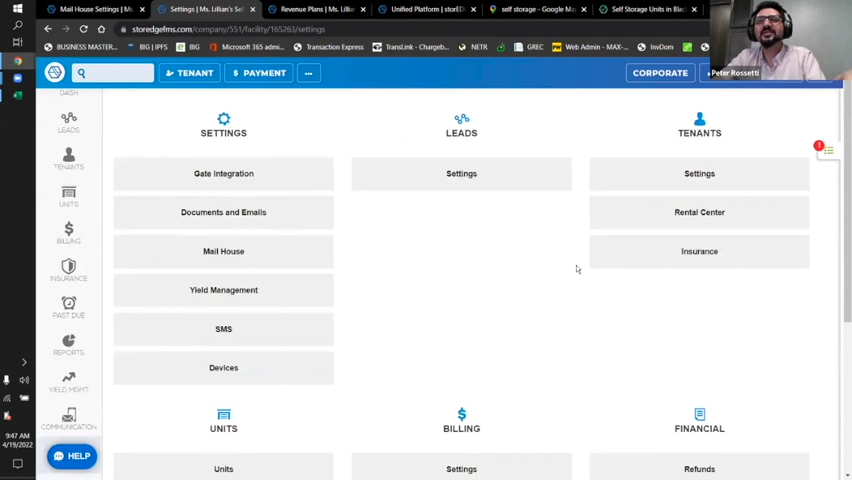 Mail House Settings | Ms.
Settings | Ms. Lillian's Sel
Revenue Plans | Ms. Lillian
Unified Platform | storEDG
self storage - Google Ma
Self Storage Units in Black
storedgefms.com/company/551/facility/165263/settings
BUSINESS MASTER...
BIG | IPFS
BIG
Microsoft 365 admi...
Transaction Express
TransLink - Chargeb...
NETR
GREC
Web Admin - MAX-...
InvDom
TENANT
$ PAYMENT
...
CORPORATE
Peter Rossetti
DASH
LEADS
TENANTS
UNITS
BILLING
INSURANCE
PAST DUE
REPORTS
YIELD MGMT
COMMUNICATION
HELP
SETTINGS
Gate Integration
Documents and Emails
Mail House
Yield Management
SMS
Devices
LEADS
Settings
TENANTS
Settings
Rental Center
Insurance
UNITS
Units
BILLING
Settings
FINANCIAL
Refunds
9:47 AM
4/19/2022